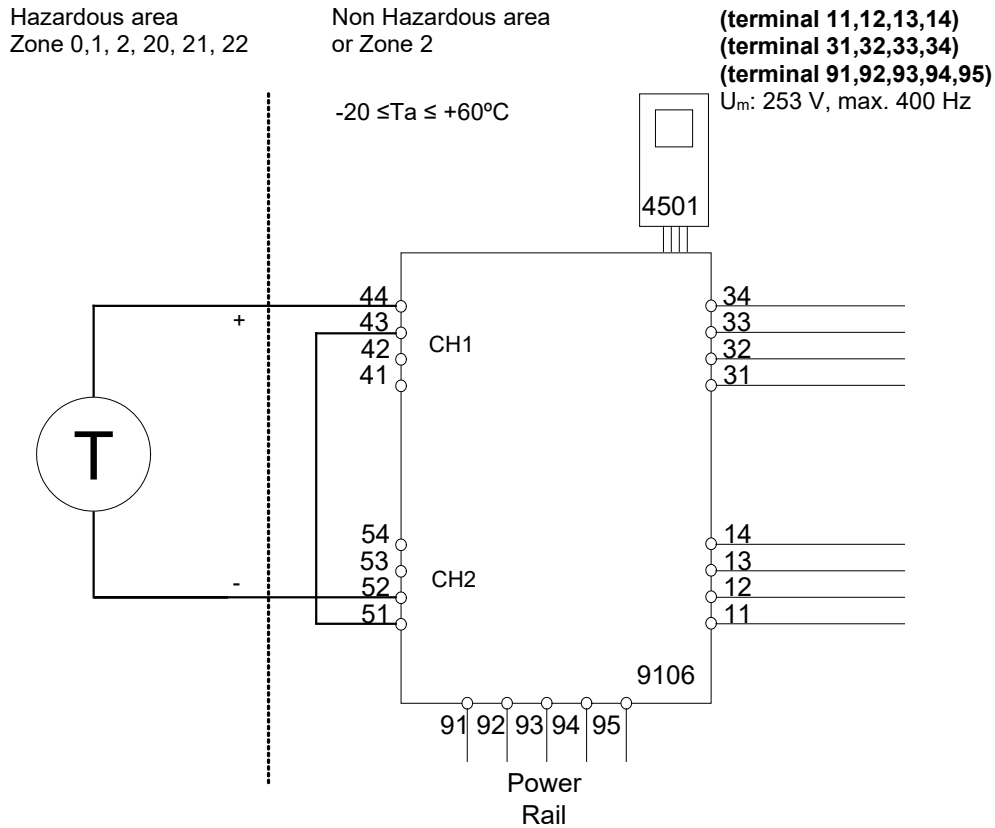 Hazardous area
Zone 0,1, 2, 20, 21, 22
Non Hazardous area
or Zone 2
(terminal 11,12,13,14)
(terminal 31,32,33,34)
(terminal 91,92,93,94,95)
Um: 253 V, max. 400 Hz
-20 ≤Ta ≤ +60ºC
4501
44
43
42
41
+
CH1
34
33
32
31
T
54
53
52
51
-
CH2
14
13
12
11
9106
91 92 93 94 95
Power
Rail